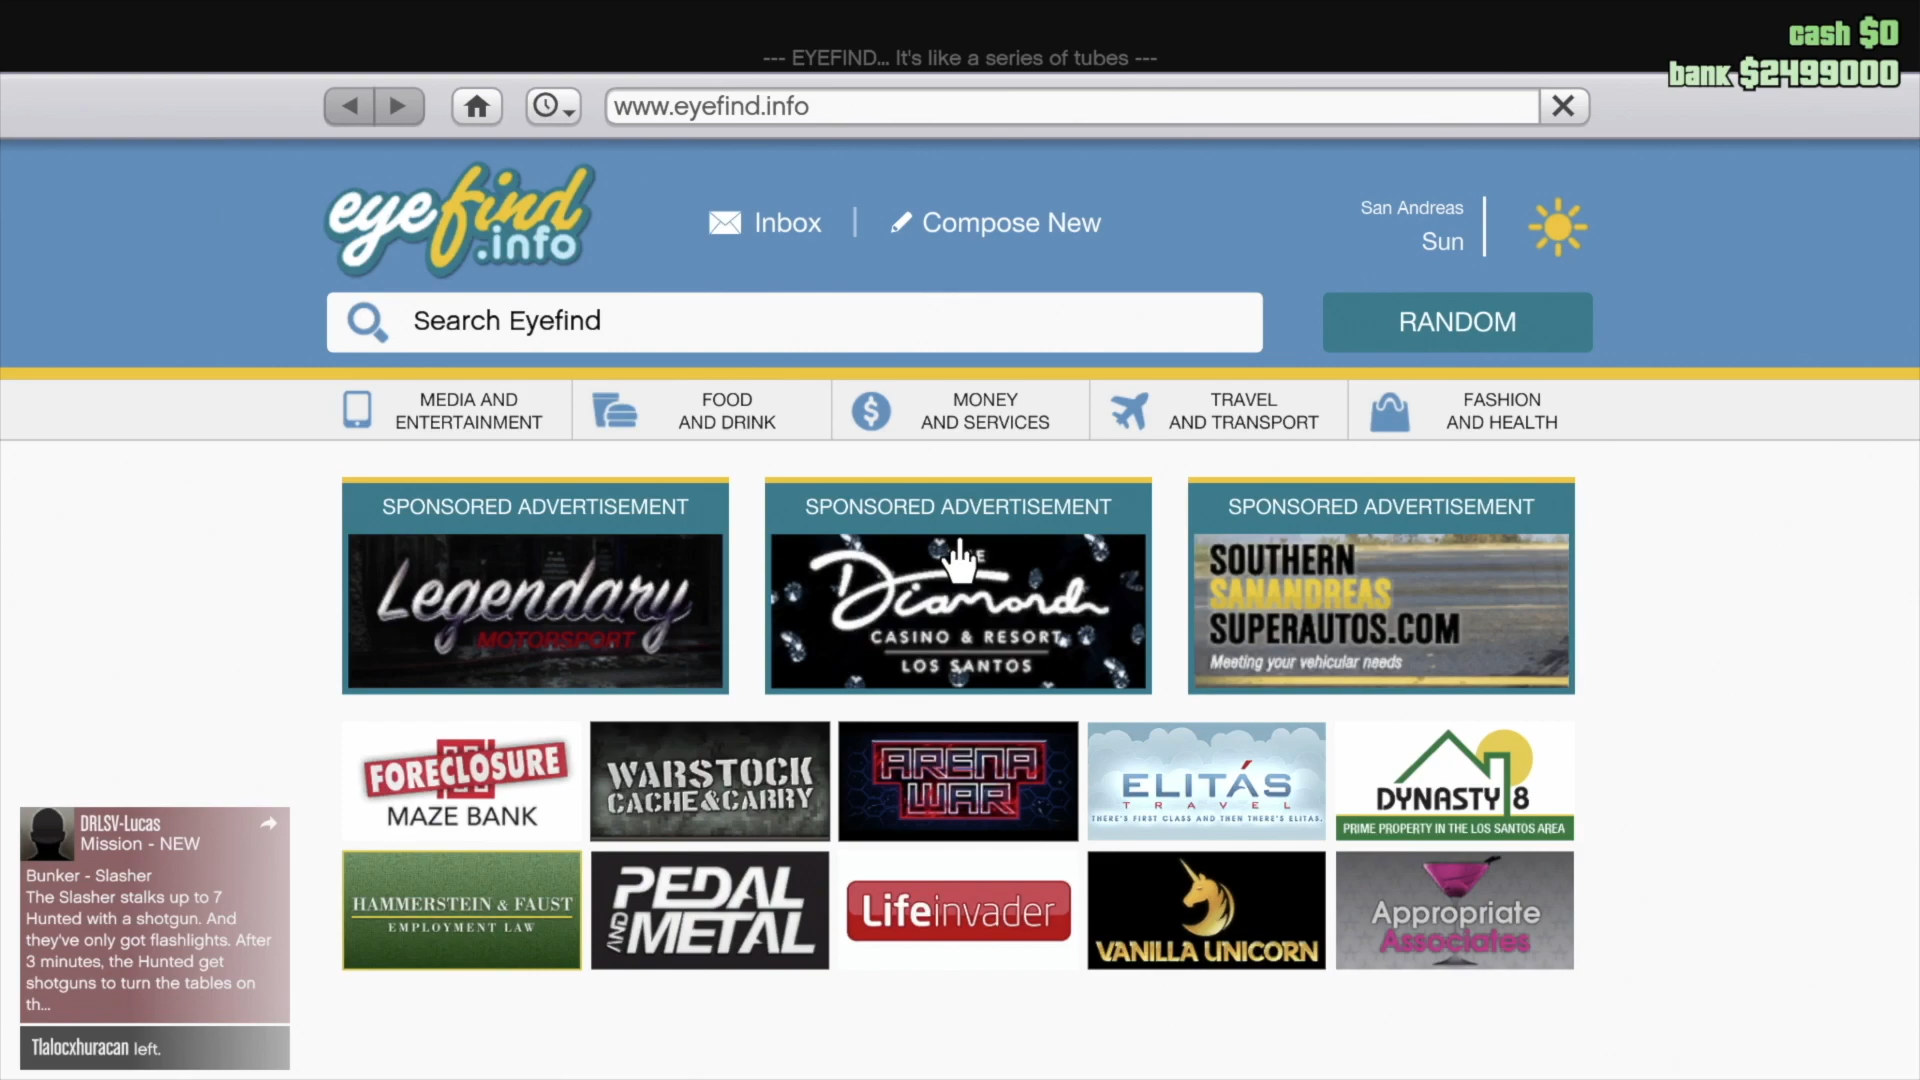 cash $0
--- EYEFIND... It's like a series of tubes ---
bank $2499000
www.eyefind.info
eyefind.info
Inbox
Compose New
San Andreas
Sun
Search Eyefind
RANDOM
MEDIA AND
ENTERTAINMENT
FOOD
AND DRINK
MONEY
AND SERVICES
TRAVEL
AND TRANSPORT
FASHION
AND HEALTH
SPONSORED ADVERTISEMENT
Legendary
MOTORSPORT
SPONSORED ADVERTISEMENT
Diamond
CASINO & RESORT
LOS SANTOS
SPONSORED ADVERTISEMENT
SOUTHERN
SANANDREAS
SUPERAUTOS.COM
Meeting your vehicular needs
FORECLOSURE
MAZE BANK
WARSTOCK
CACHE&CARRY
ARENA
WAR
ELITÁS
TRAVEL
THERE'S FIRST CLASS AND THEN THERE'S ELITAS.
DYNASTY 8
PRIME PROPERTY IN THE LOS SANTOS AREA
HAMMERSTEIN & FAUST
EMPLOYMENT LAW
PEDAL
AND METAL
Lifeinvader
VANILLA UNICORN
Appropriate
Associates
DRLSV-Lucas
Mission - NEW
Bunker - Slasher
The Slasher stalks up to 7
Hunted with a shotgun. And
they've only got flashlights. After
3 minutes, the Hunted get
shotguns to turn the tables on
th...
Tlalocxhuracan left.